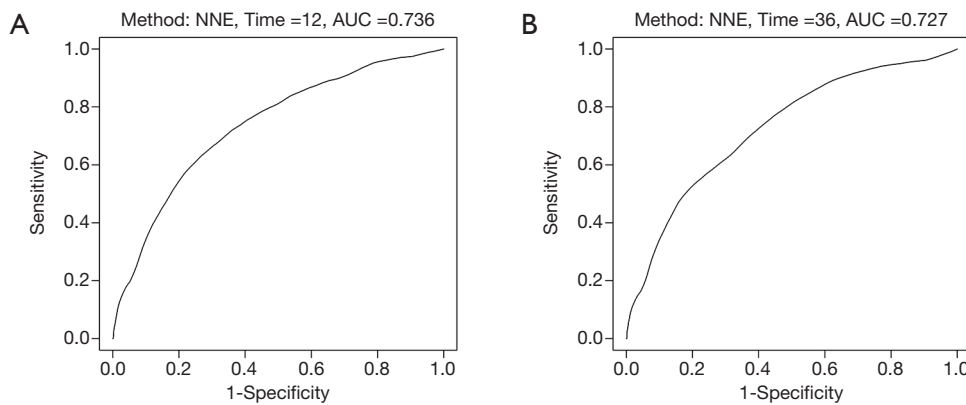 A
Method: NNE, Time =12, AUC =0.736
1.0
0.8
0.6
0.4
0.2
0.0
Sensitivity
0.0 0.2 0.4 0.6 0.8 1.0
1-Specificity
B
Method: NNE, Time =36, AUC =0.727
1.0
0.8
0.6
0.4
0.2
0.0
Sensitivity
0.0 0.2 0.4 0.6 0.8 1.0
1-Specificity